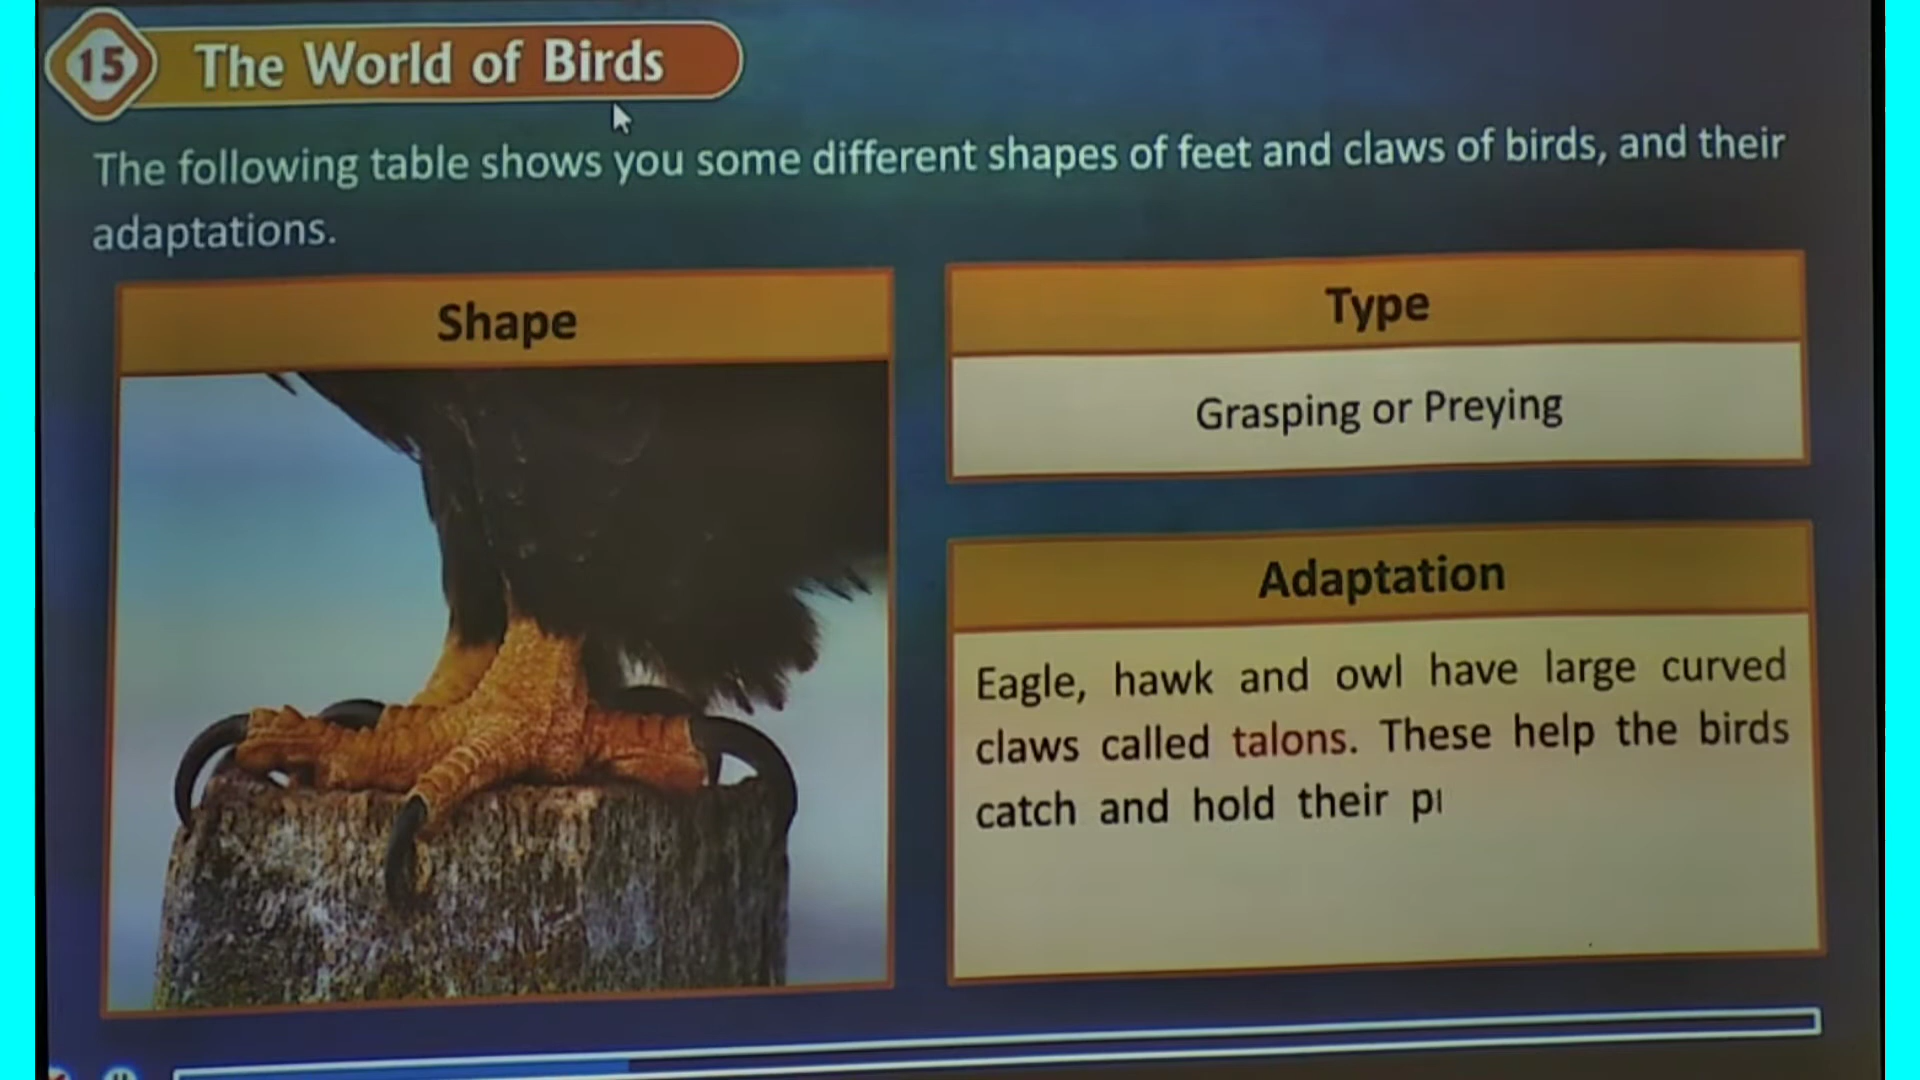 15 The World of Birds
The following table shows you some different shapes of feet and claws of birds, and their
adaptations.
Shape
Type
Grasping or Preying
Adaptation
Eagle, hawk and owl have large curved
claws called talons. These help the birds
catch and hold their